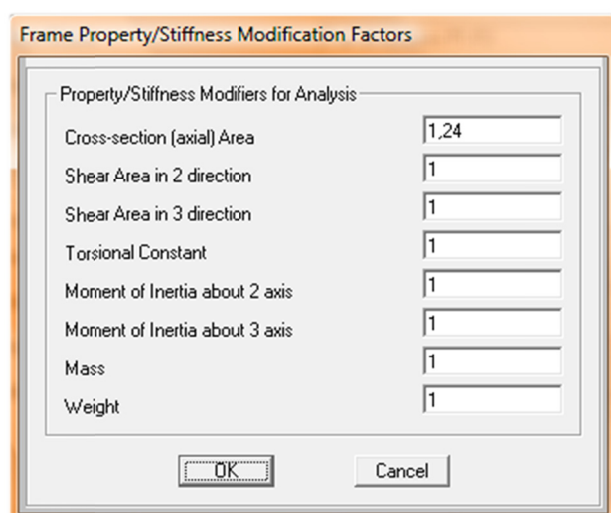 Frame Property/Stiffness Modification Factors
Property/Stiffness Modifiers for Analysis
Cross-section (axial) Area 1,24
Shear Area in 2 direction 1
Shear Area in 3 direction 1
Torsional Constant 1
Moment of Inertia about 2 axis 1
Moment of Inertia about 3 axis 1
Mass 1
Weight 1
OK Cancel